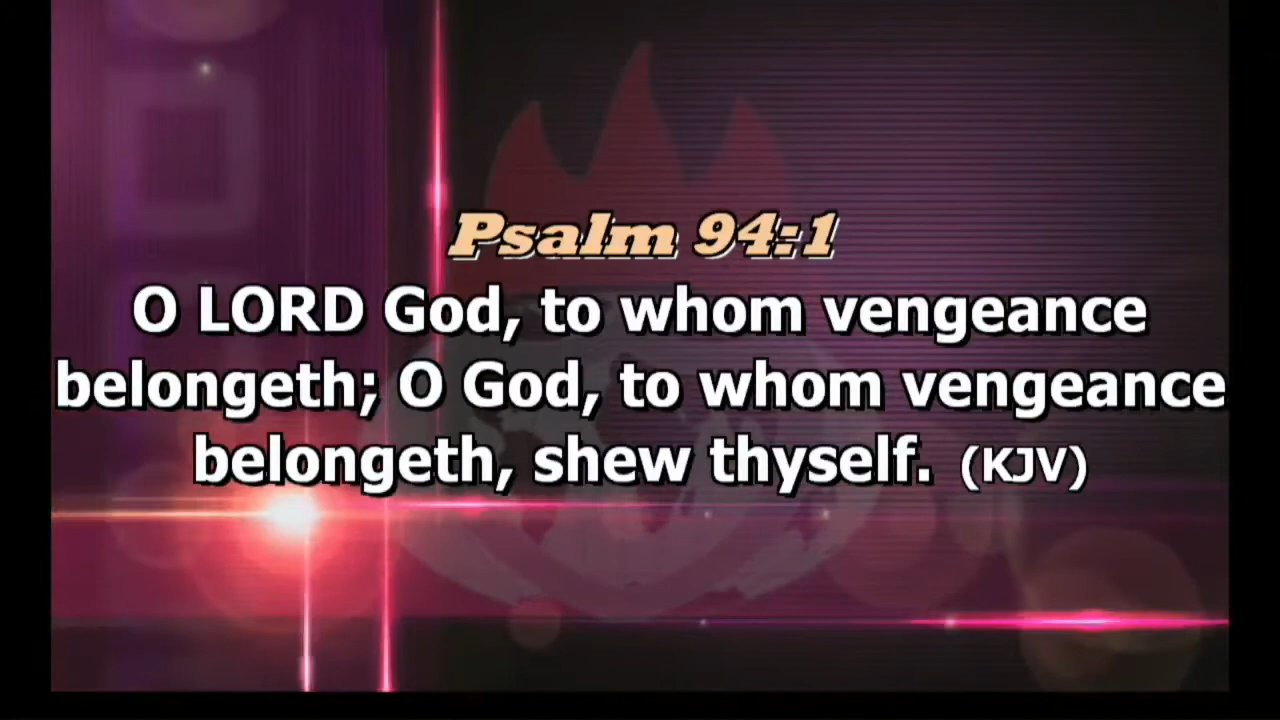 Psalm 94:1
O LORD God, to whom vengeance
belongeth; O God, to whom vengeance
belongeth, shew thyself. (KJV)